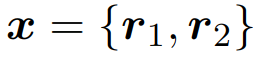 x = {r₁, r₂}